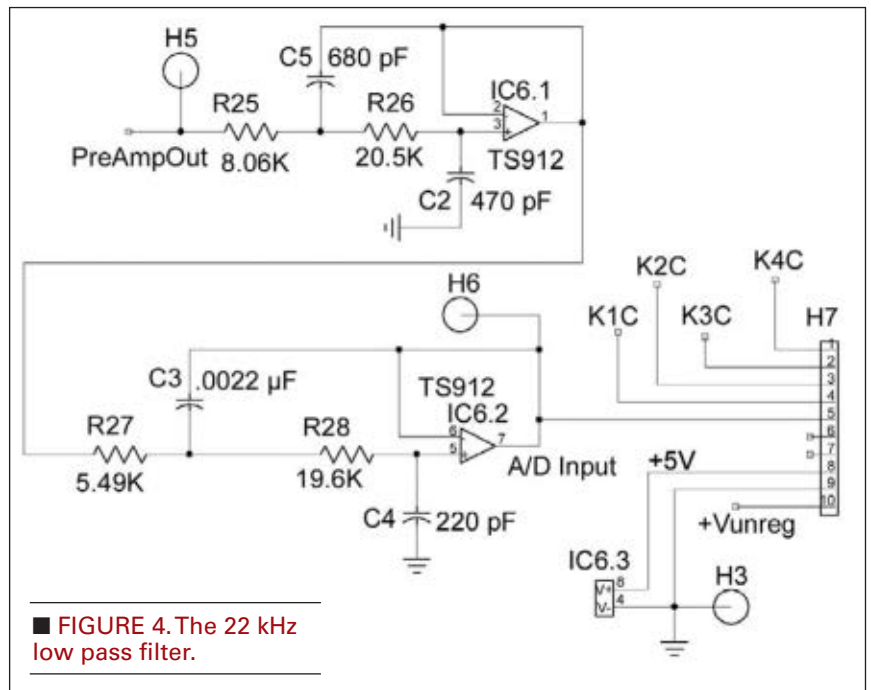 H5
C5 680 pF
IC6.1
R25
R26
2
3
1
PreAmpOut
8.06K
20.5K
TS912
C2
470 pF
K2C
K4C
H6
K1C
K3C
H7
1
2
3
4
5
6
7
8
9
10
C3
.0022 µF
TS912
IC6.2
R27
R28
6
5
7
A/D Input
5.49K
19.6K
+5V
C4
220 pF
+Vunreg
IC6.3
H3
V+ 8
V- 4
■ FIGURE 4. The 22 kHz
low pass filter.